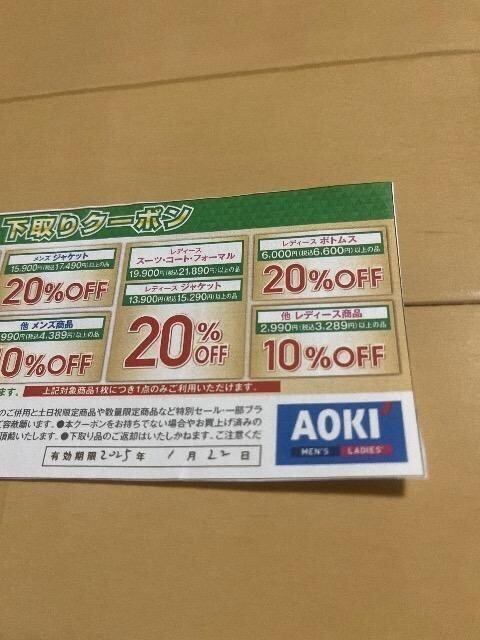 下取りクーポン
メンズ ジャケット
15,900円(税込17,490円)以上の品
20%OFF
レディース
スーツ・コート・フォーマル
19,900円(税込21,890円)以上の品
レディース ジャケット
13,900円(税込15,290円)以上の品
20%OFF
レディース ボトムス
6,000円(税込6,600円)以上の品
20%OFF
他 メンズ商品
990円(税込4,389円)以上の品
0%OFF
他 レディース商品
2,990円(税込3,289円)以上の品
10%OFF
ます。 上記対象商品1枚につき1点のみご利用いただけます。
のご併用と土日祝限定商品や数量限定商品など特別セール・一部ブラ
ご容赦願います。●本クーポンをお持ちでない場合やお買上げ済みの
頂戴いたします。●下取り品のご返却はいたしかねます。ご注意くだ
有効期限 2025年 1月 22日
AOKI
MEN'S LADIES'